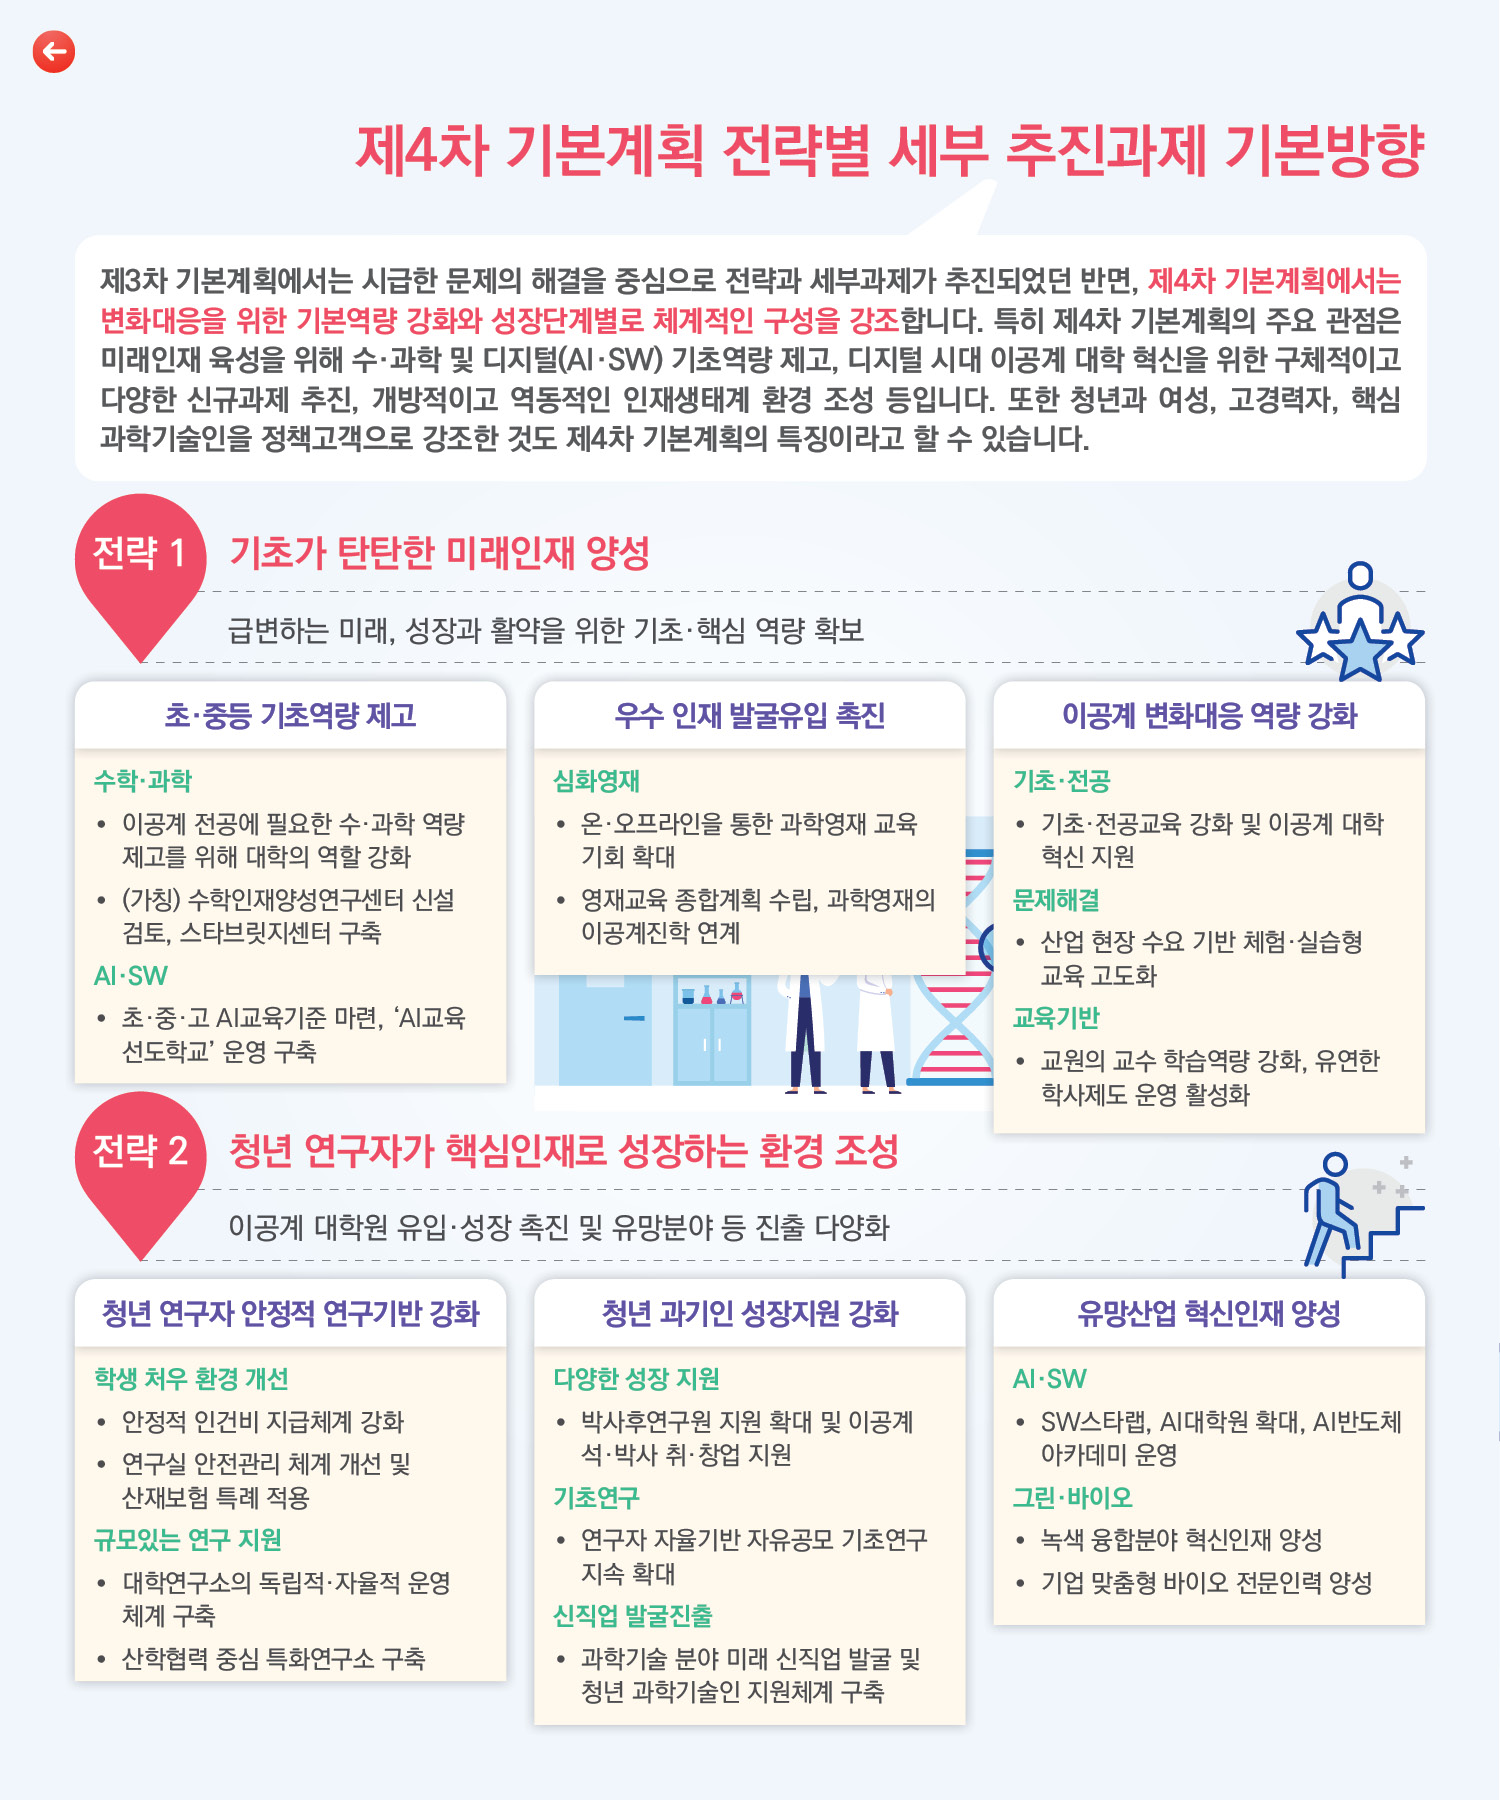 제4차 기본계획 전략별 세부 추진과제 기본방향
제3차 기본계획에서는 시급한 문제의 해결을 중심으로 전략과 세부과제가 추진되었던 반면, 제4차 기본계획에서는
변화대응을 위한 기본역량 강화와 성장단계별로 체계적인 구성을 강조합니다. 특히 제4차 기본계획의 주요 관점은
미래인재 육성을 위해 수·과학 및 디지털(AI·SW) 기초역량 제고, 디지털 시대 이공계 대학 혁신을 위한 구체적이고
다양한 신규과제 추진, 개방적이고 역동적인 인재생태계 환경 조성 등입니다. 또한 청년과 여성, 고경력자, 핵심
과학기술인을 정책고객으로 강조한 것도 제4차 기본계획의 특징이라고 할 수 있습니다.
전략 1
기초가 탄탄한 미래인재 양성
급변하는 미래, 성장과 활약을 위한 기초·핵심 역량 확보
초·중등 기초역량 제고
수학·과학
• 이공계 전공에 필요한 수·과학 역량
제고를 위해 대학의 역할 강화
• (가칭) 수학인재양성연구센터 신설
검토, 스타브릿지센터 구축
AI·SW
• 초·중·고 AI교육기준 마련, ‘AI교육
선도학교’ 운영 구축
우수 인재 발굴유입 촉진
심화영재
• 온·오프라인을 통한 과학영재 교육
기회 확대
• 영재교육 종합계획 수립, 과학영재의
이공계진학 연계
이공계 변화대응 역량 강화
기초·전공
• 기초·전공교육 강화 및 이공계 대학
혁신 지원
문제해결
• 산업 현장 수요 기반 체험·실습형
교육 고도화
교육기반
• 교원의 교수 학습역량 강화, 유연한
학사제도 운영 활성화
전략 2
청년 연구자가 핵심인재로 성장하는 환경 조성
이공계 대학원 유입·성장 촉진 및 유망분야 등 진출 다양화
청년 연구자 안정적 연구기반 강화
학생 처우 환경 개선
• 안정적 인건비 지급체계 강화
• 연구실 안전관리 체계 개선 및
산재보험 특례 적용
규모있는 연구 지원
• 대학연구소의 독립적·자율적 운영
체계 구축
• 산학협력 중심 특화연구소 구축
청년 과기인 성장지원 강화
다양한 성장 지원
• 박사후연구원 지원 확대 및 이공계
석·박사 취·창업 지원
기초연구
• 연구자 자율기반 자유공모 기초연구
지속 확대
신직업 발굴진출
• 과학기술 분야 미래 신직업 발굴 및
청년 과학기술인 지원체계 구축
유망산업 혁신인재 양성
AI·SW
• SW스타랩, AI대학원 확대, AI반도체
아카데미 운영
그린·바이오
• 녹색 융합분야 혁신인재 양성
• 기업 맞춤형 바이오 전문인력 양성